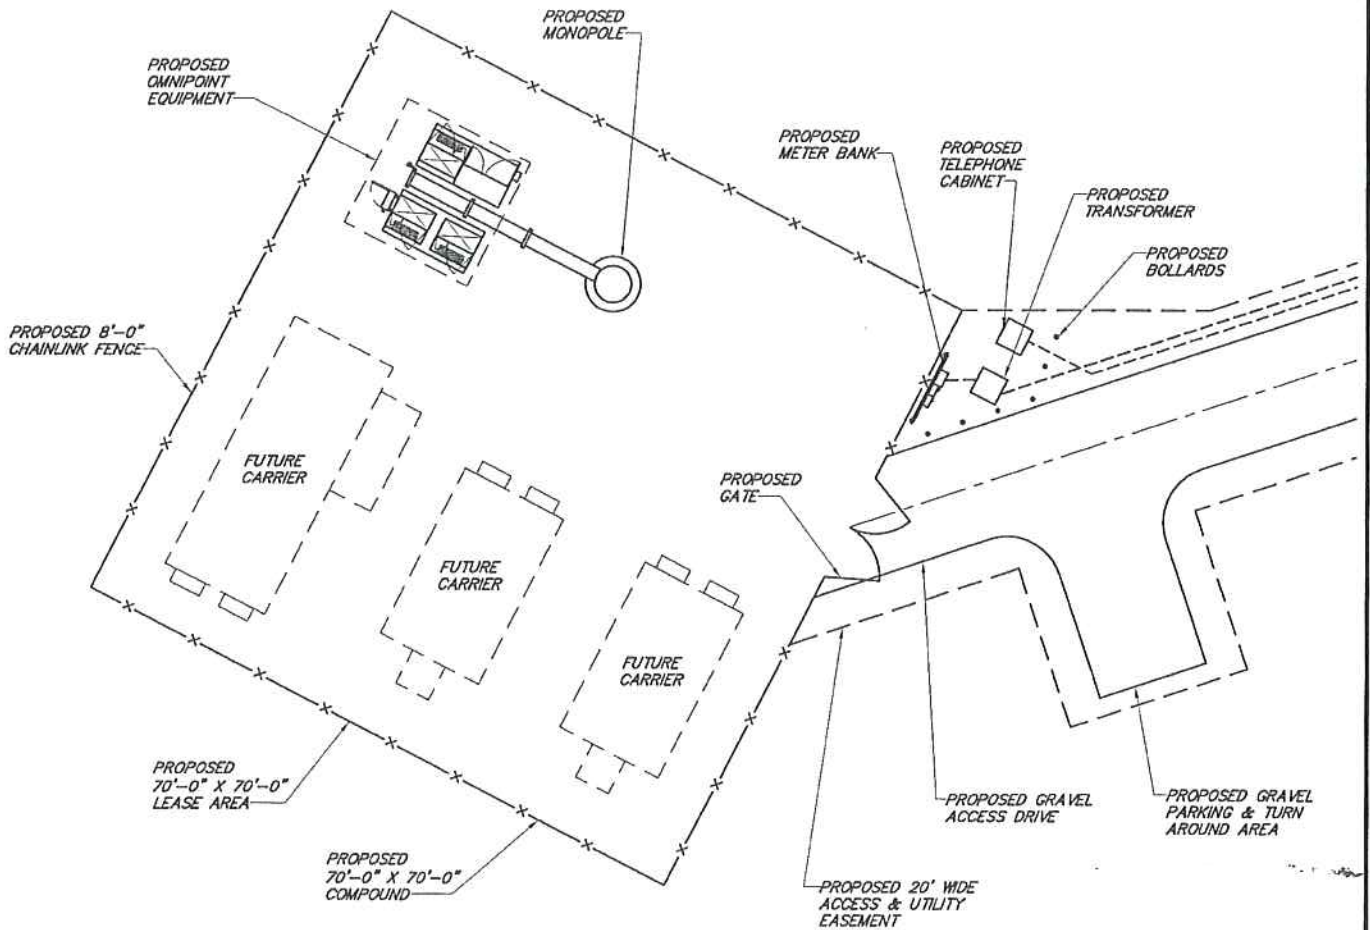 PROPOSED
MONOPOLE
PROPOSED
OMNIPOINT
EQUIPMENT
PROPOSED
METER BANK
PROPOSED
TELEPHONE
CABINET
PROPOSED
TRANSFORMER
PROPOSED
BOLLARDS
PROPOSED 8'-0"
CHAINLINK FENCE
FUTURE
CARRIER
PROPOSED
GATE
FUTURE
CARRIER
FUTURE
CARRIER
PROPOSED
70'-0" X 70'-0"
LEASE AREA
PROPOSED GRAVEL
ACCESS DRIVE
PROPOSED GRAVEL
PARKING & TURN
AROUND AREA
PROPOSED
70'-0" X 70'-0"
COMPOUND
PROPOSED 20' WIDE
ACCESS & UTILITY
EASEMENT